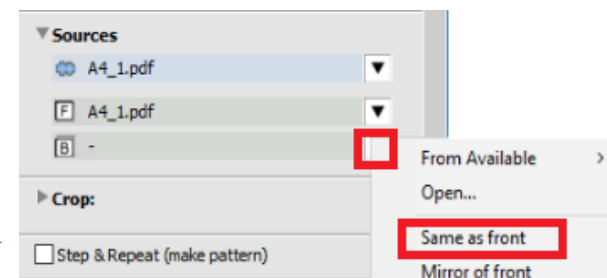 Sources
A4_1.pdf
F A4_1.pdf
B -
From Available
Open...
Crop:
Same as front
Step & Repeat (make pattern)
Mirror of front